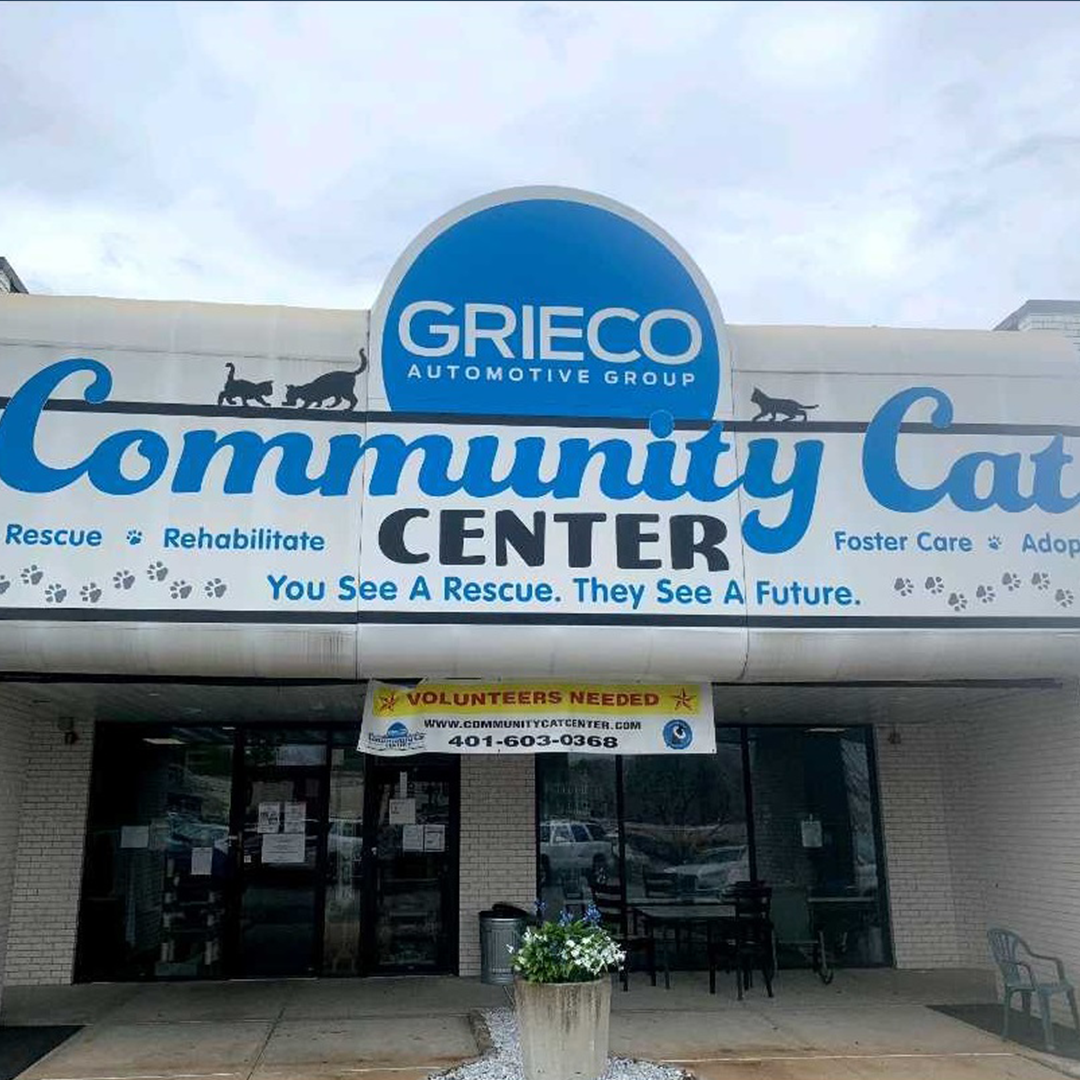 GRIECO
AUTOMOTIVE GROUP
Community Cat
CENTER
Rescue Rehabilitate
Foster Care Adop
You See A Rescue. They See A Future.
VOLUNTEERS NEEDED
WWW.COMMUNITYCATCENTER.COM
401-603-0368